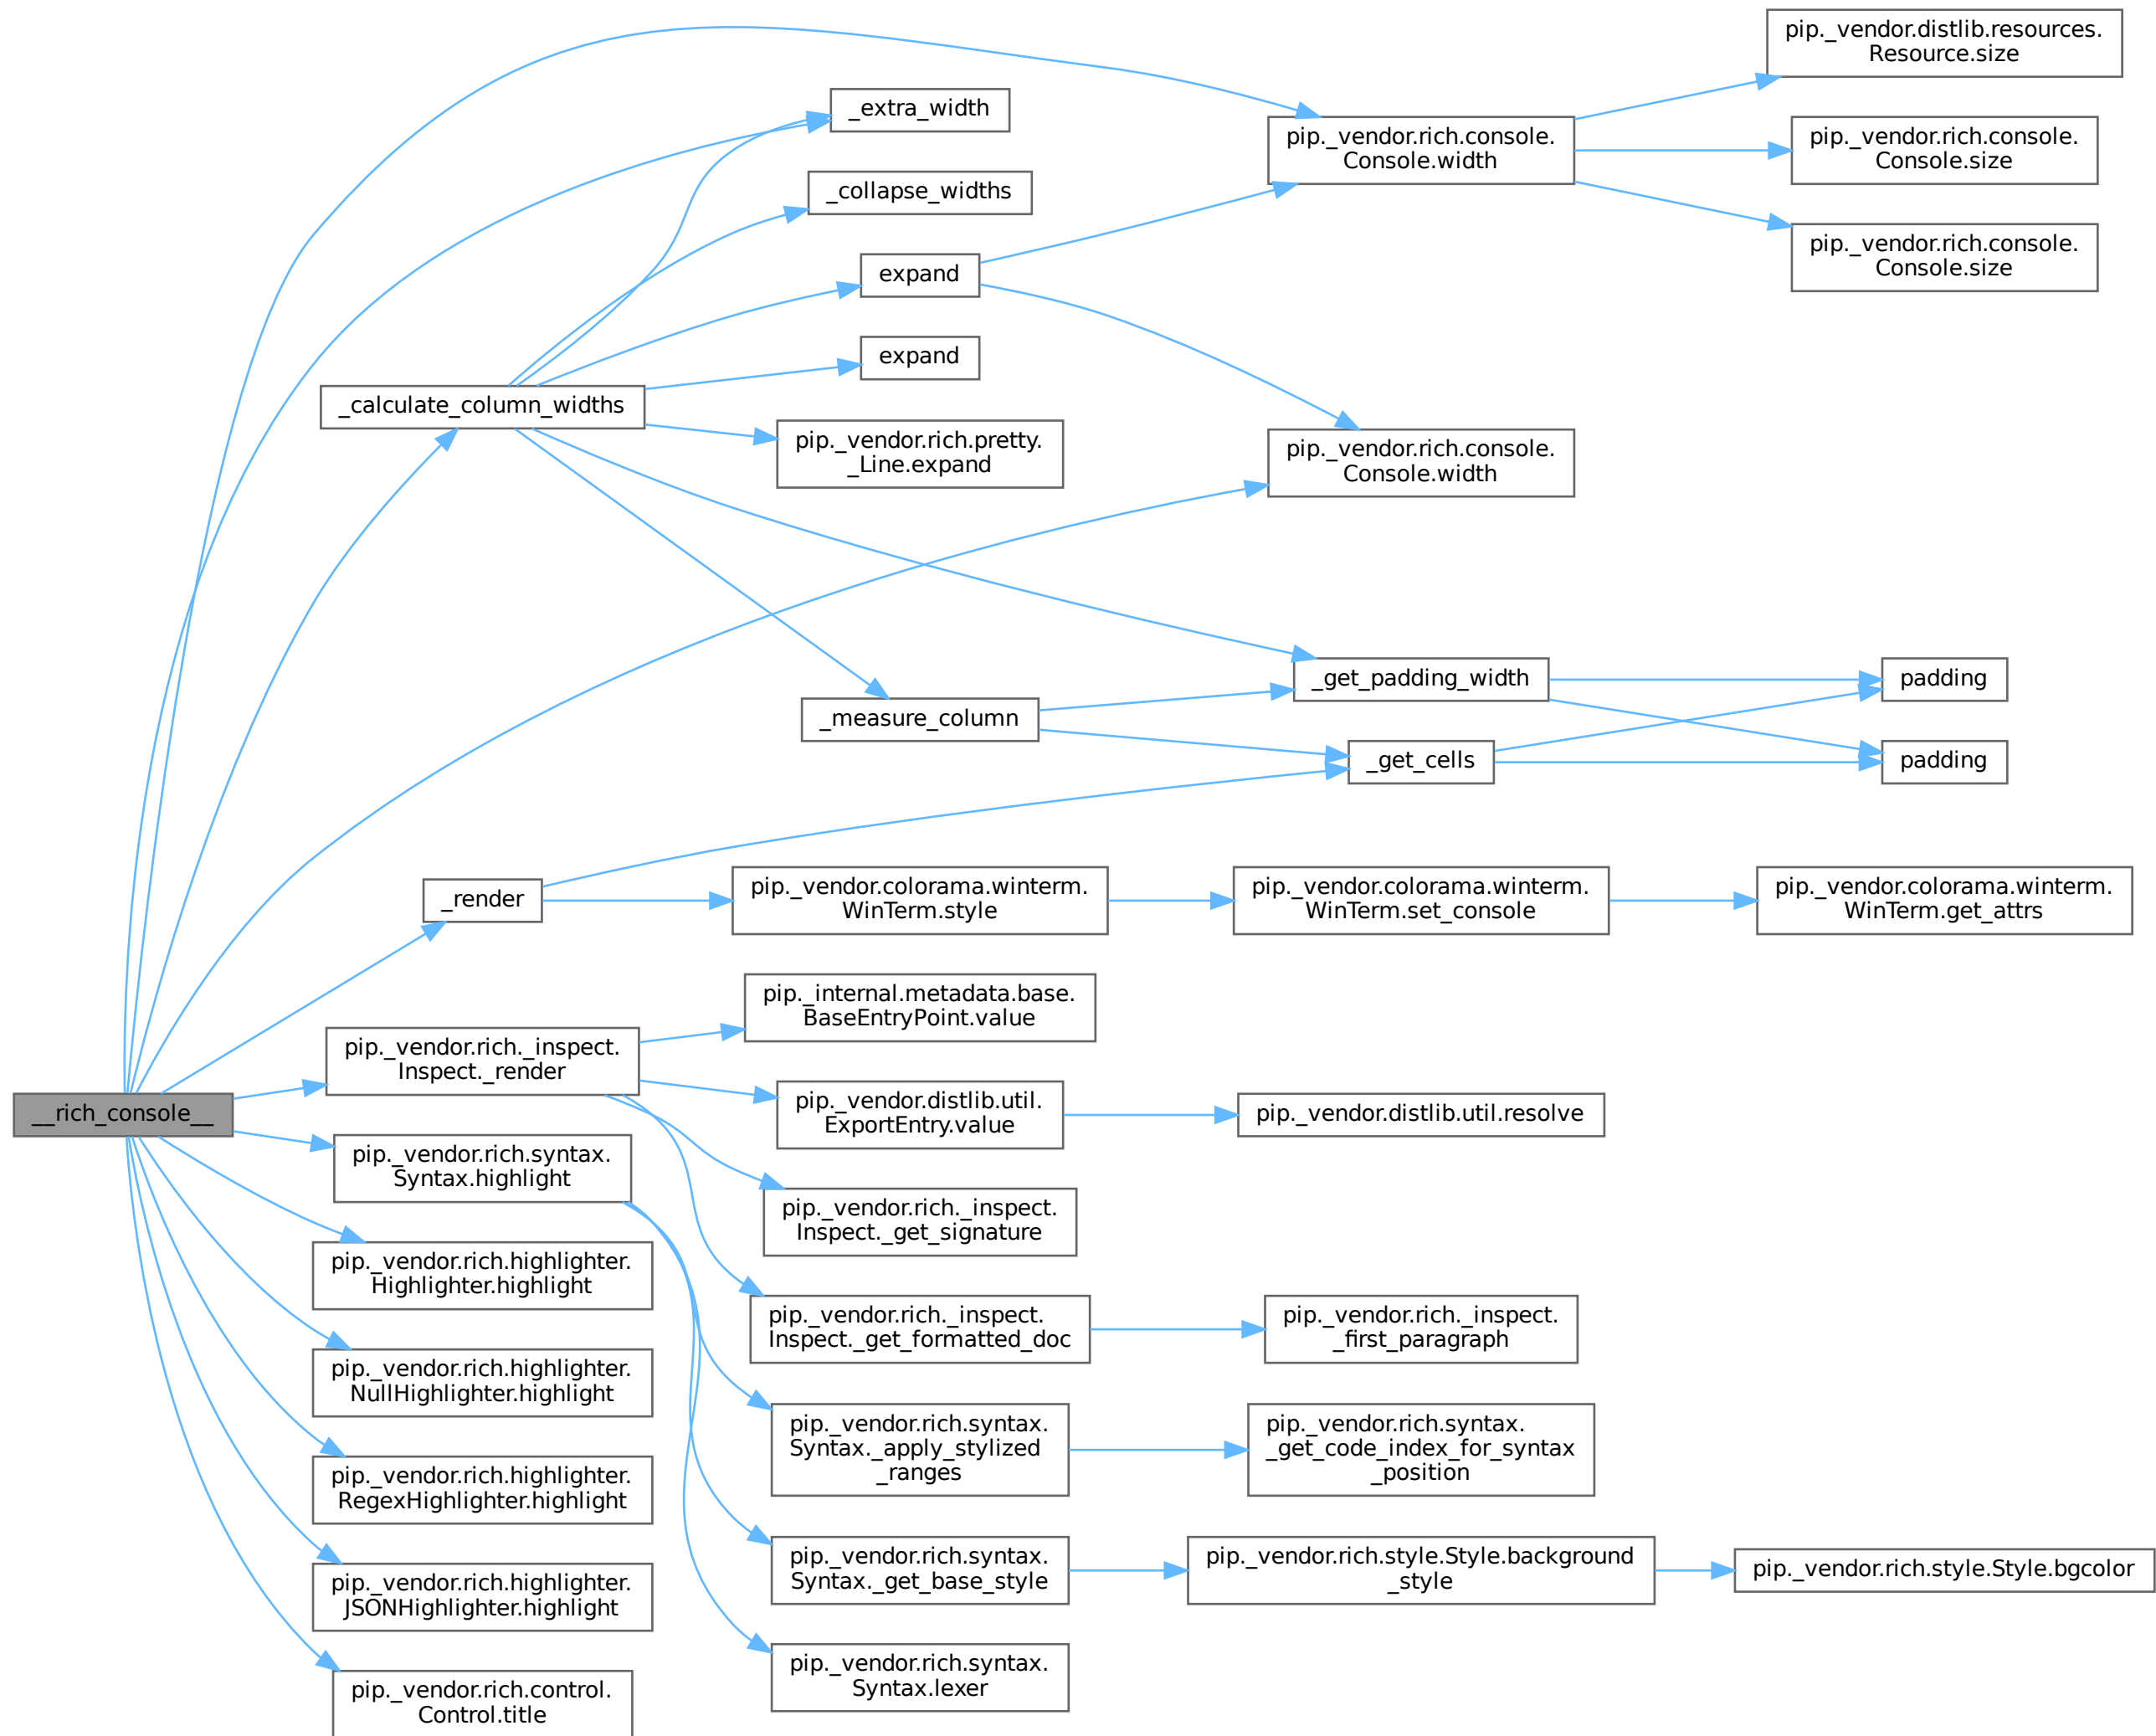 pip._vendor.distlib.resources.
Resource.size
_extra_width
pip._vendor.rich.console.
Console.width
pip._vendor.rich.console.
Console.size
_collapse_widths
pip._vendor.rich.console.
Console.size
expand
expand
_calculate_column_widths
pip._vendor.rich.pretty.
_Line.expand
pip._vendor.rich.console.
Console.width
_get_padding_width
padding
_measure_column
_get_cells
padding
_render
pip._vendor.colorama.winterm.
WinTerm.style
pip._vendor.colorama.winterm.
WinTerm.set_console
pip._vendor.colorama.winterm.
WinTerm.get_attrs
pip._internal.metadata.base.
BaseEntryPoint.value
pip._vendor.rich._inspect.
Inspect._render
__rich_console__
pip._vendor.distlib.util.
ExportEntry.value
pip._vendor.distlib.util.resolve
pip._vendor.rich.syntax.
Syntax.highlight
pip._vendor.rich._inspect.
Inspect._get_signature
pip._vendor.rich.highlighter.
Highlighter.highlight
pip._vendor.rich._inspect.
Inspect._get_formatted_doc
pip._vendor.rich._inspect.
_first_paragraph
pip._vendor.rich.highlighter.
NullHighlighter.highlight
pip._vendor.rich.syntax.
Syntax._apply_stylized
_ranges
pip._vendor.rich.syntax.
_get_code_index_for_syntax
_position
pip._vendor.rich.highlighter.
RegexHighlighter.highlight
pip._vendor.rich.syntax.
Syntax._get_base_style
pip._vendor.rich.style.Style.background
_style
pip._vendor.rich.style.Style.bgcolor
pip._vendor.rich.highlighter.
JSONHighlighter.highlight
pip._vendor.rich.syntax.
Syntax.lexer
pip._vendor.rich.control.
Control.title